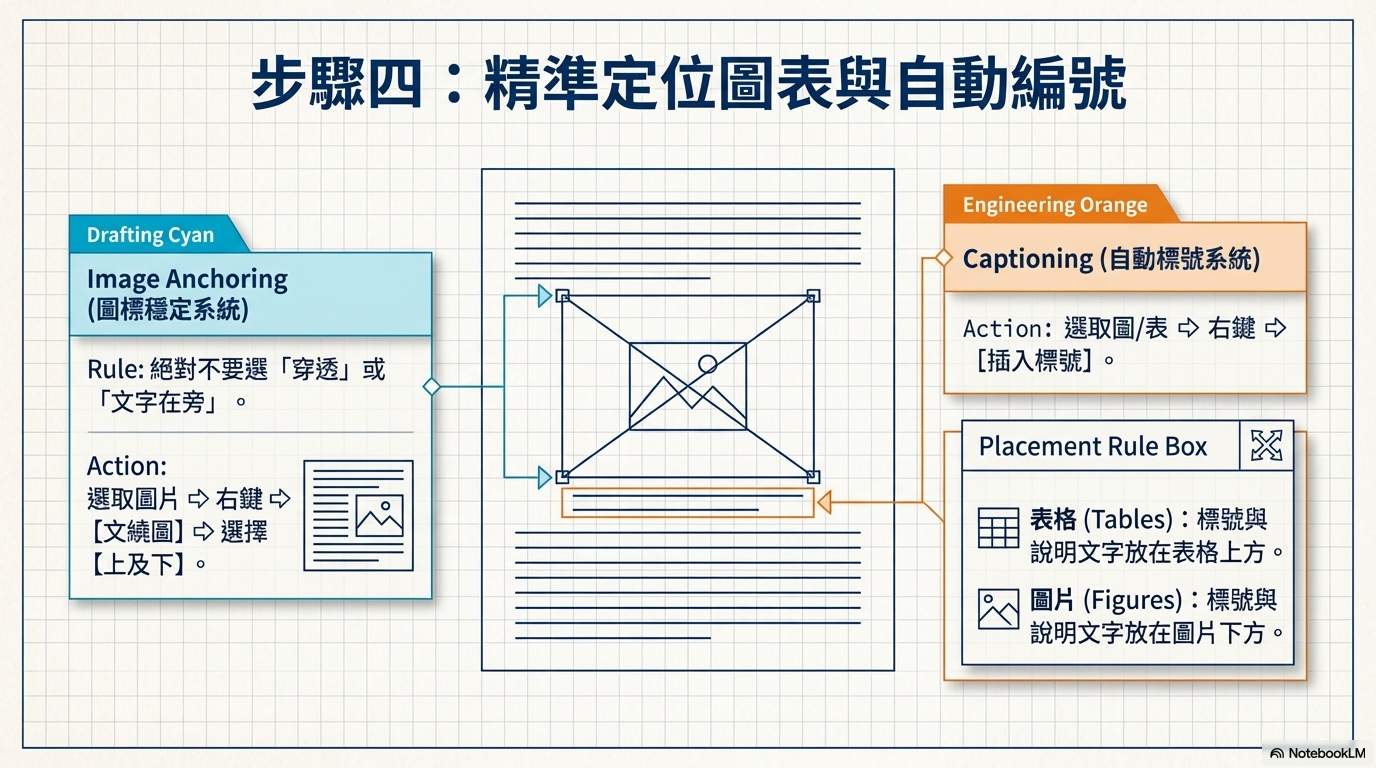 步驟四：精準定位圖表與自動編號
Drafting Cyan
Image Anchoring
(圖標穩定系統)
Rule: 絕對不要選「穿透」或
「文字在旁」。
Action:
選取圖片 ⇨ 右鍵 ⇨
【文繞圖】⇨ 選擇
【上及下】。
Engineering Orange
Captioning (自動標號系統)
Action: 選取圖/表 ⇨ 右鍵 ⇨
［插入標號］。
Placement Rule Box
表格 (Tables)：標號與
說明文字放在表格上方。
圖片 (Figures)：標號與
說明文字放在圖片下方。
NotebookLM